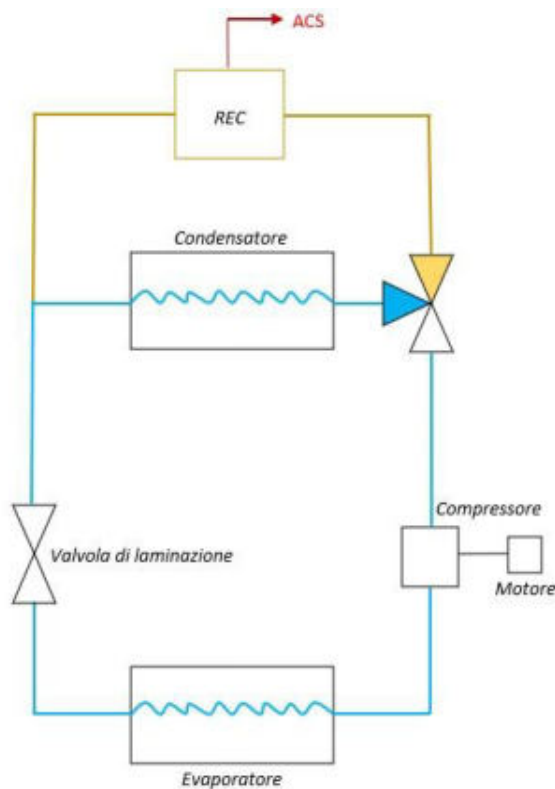 ACS
REC
Condensatore
Compressore
Valvola di laminazione
Motore
Evaporatore